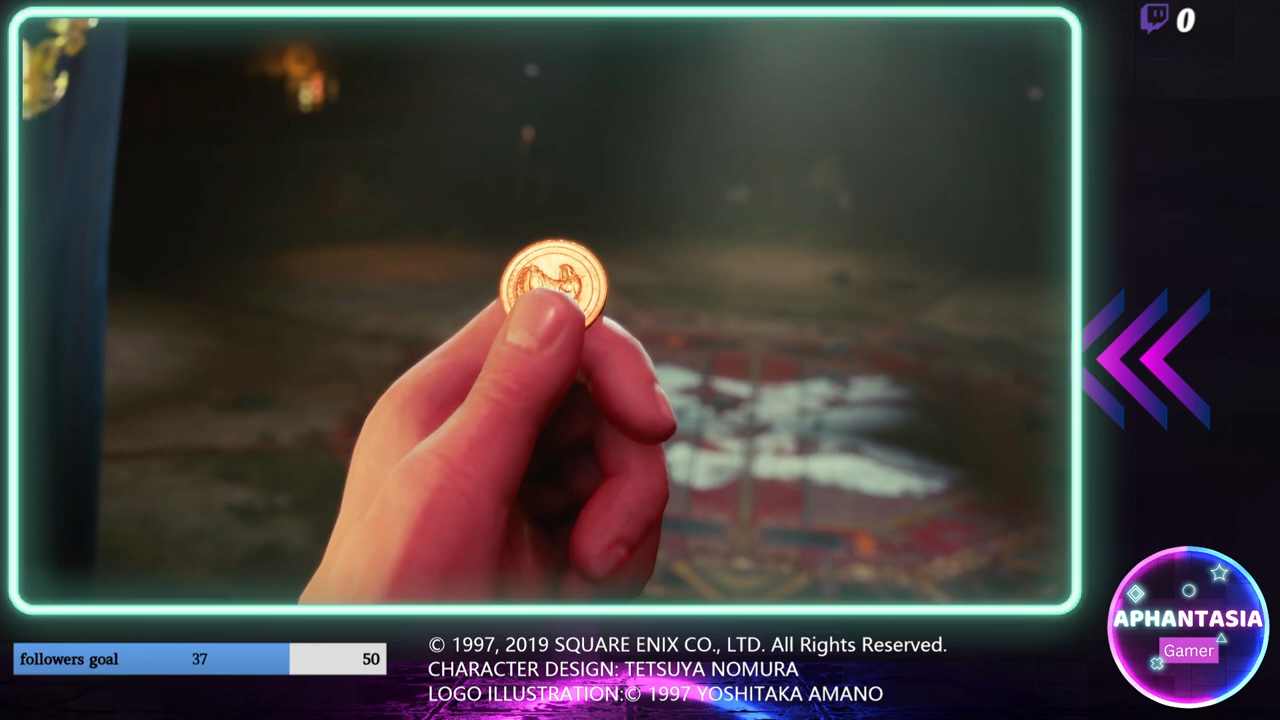 0
followers goal 37 50
© 1997, 2019 SQUARE ENIX CO., LTD. All Rights Reserved.
CHARACTER DESIGN: TETSUYA NOMURA
LOGO ILLUSTRATION:© 1997 YOSHITAKA AMANO
APHANTASIA
Gamer